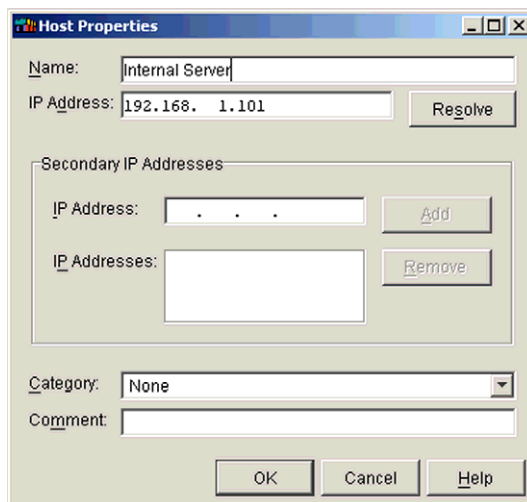 Host Properties
Name: Internal Server
IP Address: 192.168. 1.101 Resolve
Secondary IP Addresses
IP Address: . . . Add
IP Addresses: Remove
Category: None
Comment:
OK Cancel Help